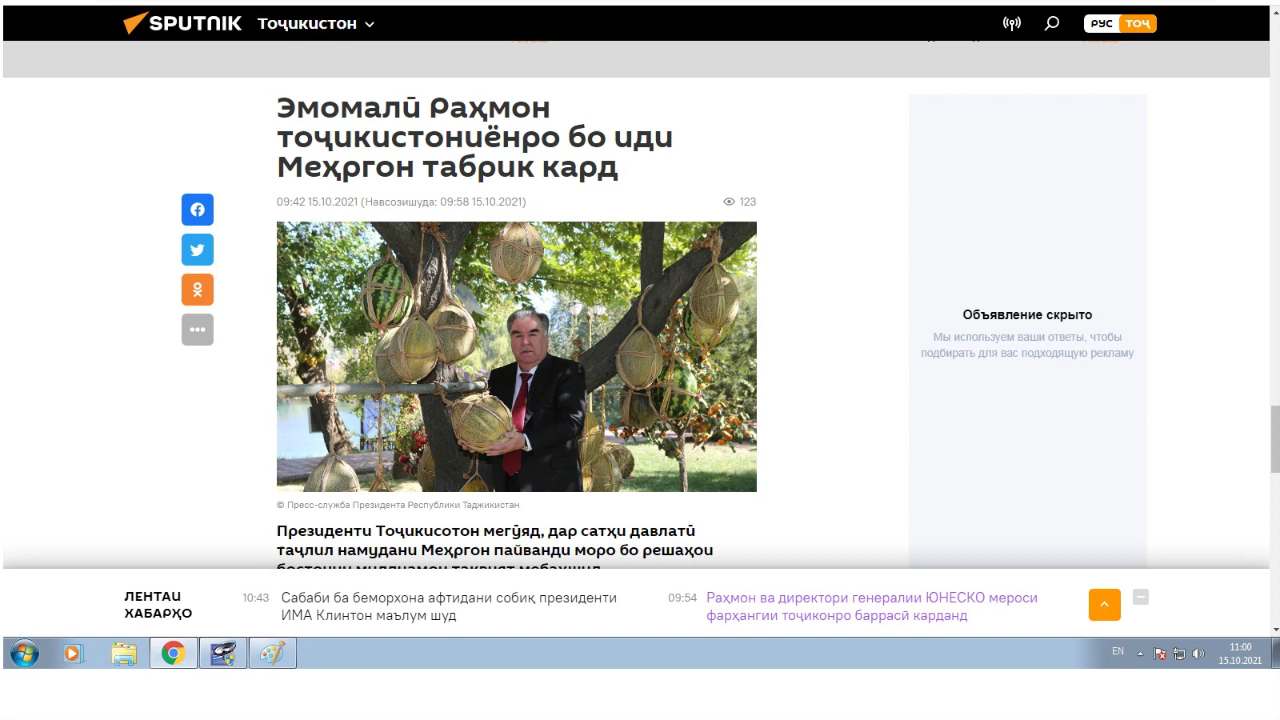 SPUTNIK Тоҷикистон
РУС ТОҶ
Эмомалӣ Раҳмон
тоҷикистониёнро бо иди
Меҳргон табрик кард
09:42 15.10.2021 (Навсозишуда: 09:58 15.10.2021)
123
© Пресс-служба Президента Республики Таджикистан
Президенти Тоҷикисотон мегӯяд, дар сатҳи давлатӣ
таҷлил намудани Меҳргон пайванди моро бо решаҳои
Объявление скрыто
Мы используем ваши ответы, чтобы
подбирать для вас подходящую рекламу
ЛЕНТАИ
ХАБАРҲО
10:43 Сабаби ба беморхона афтидани собиқ президенти
ИМА Клинтон маълум шуд
09:54 Раҳмон ва директори генералии ЮНЕСКО мероси
фарҳангии тоҷиконро баррасӣ карданд
EN
11:00
15.10.2021